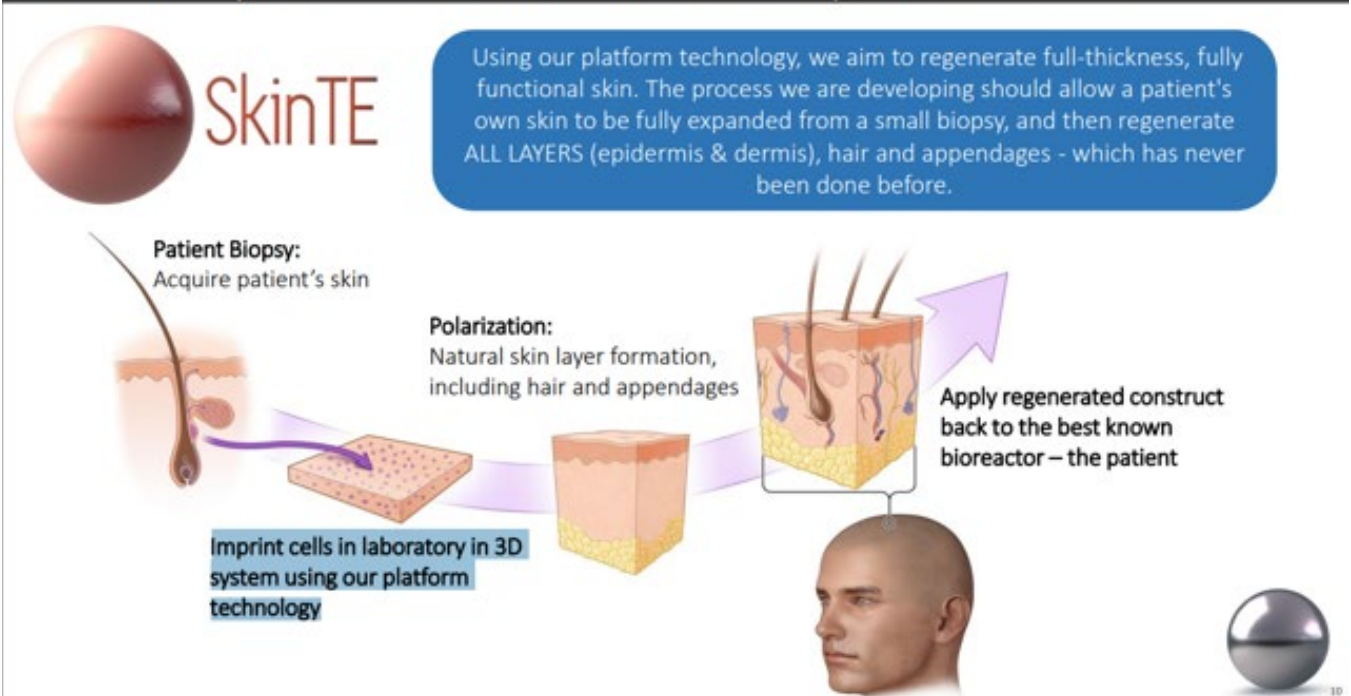 SkinTE
Using our platform technology, we aim to regenerate full-thickness, fully
functional skin. The process we are developing should allow a patient's
own skin to be fully expanded from a small biopsy, and then regenerate
ALL LAYERS (epidermis & dermis), hair and appendages - which has never
been done before.
Patient Biopsy:
Acquire patient's skin
Polarization:
Natural skin layer formation,
including hair and appendages
Apply regenerated construct
back to the best known
bioreactor – the patient
Imprint cells in laboratory in 3D
system using our platform
technology
10